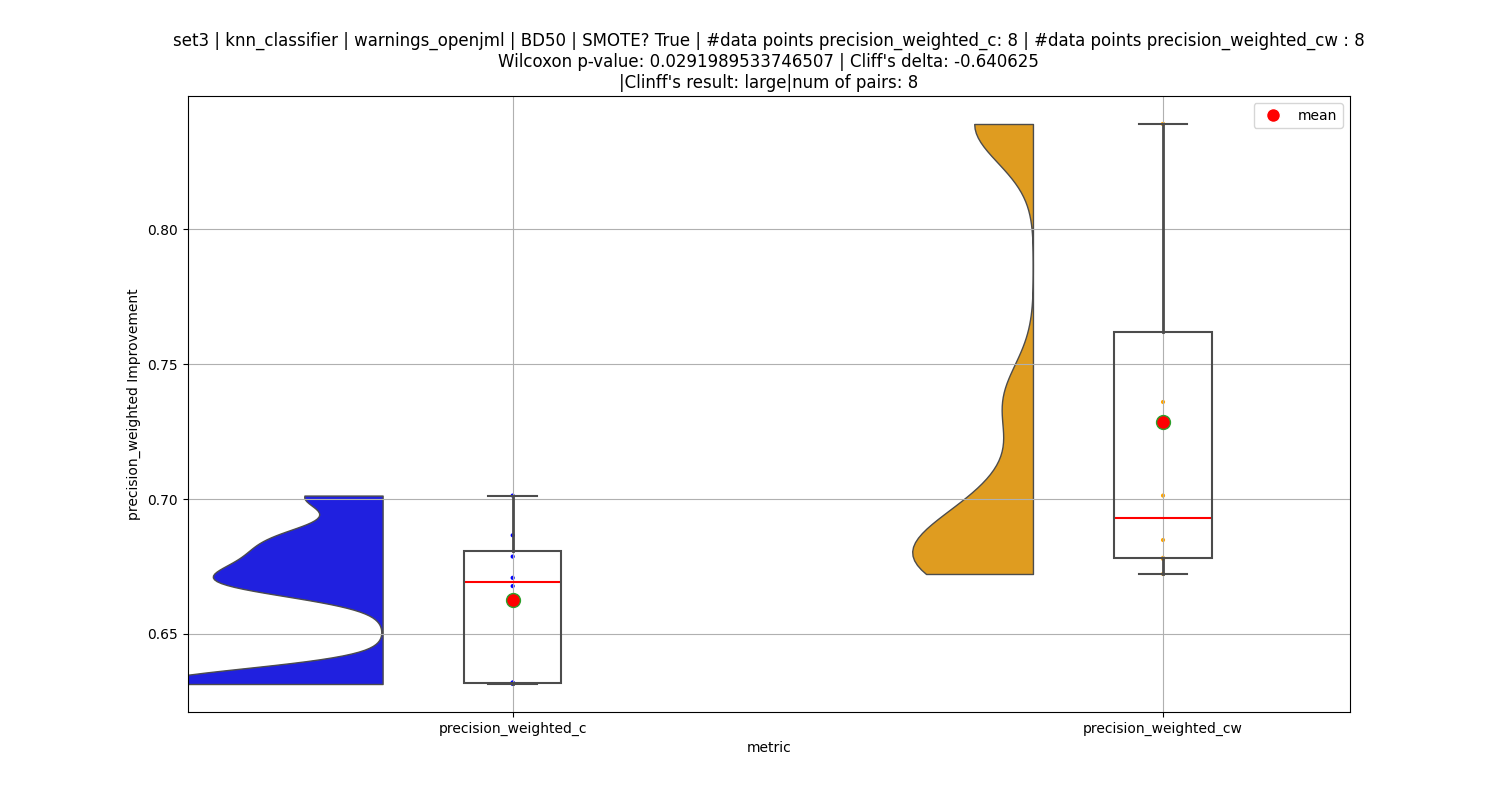 set3 | knn_classifier | warnings_openjml | BD50 | SMOTE? True | #data points precision_weighted_c: 8 | #data points precision_weighted_cw : 8
Wilcoxon p-value: 0.0291989533746507 | Cliff's delta: -0.640625
|Clinff's result: large|num of pairs: 8
mean
0.80
0.75
0.70
0.65
precision_weighted Improvement
precision_weighted_c
precision_weighted_cw
metric